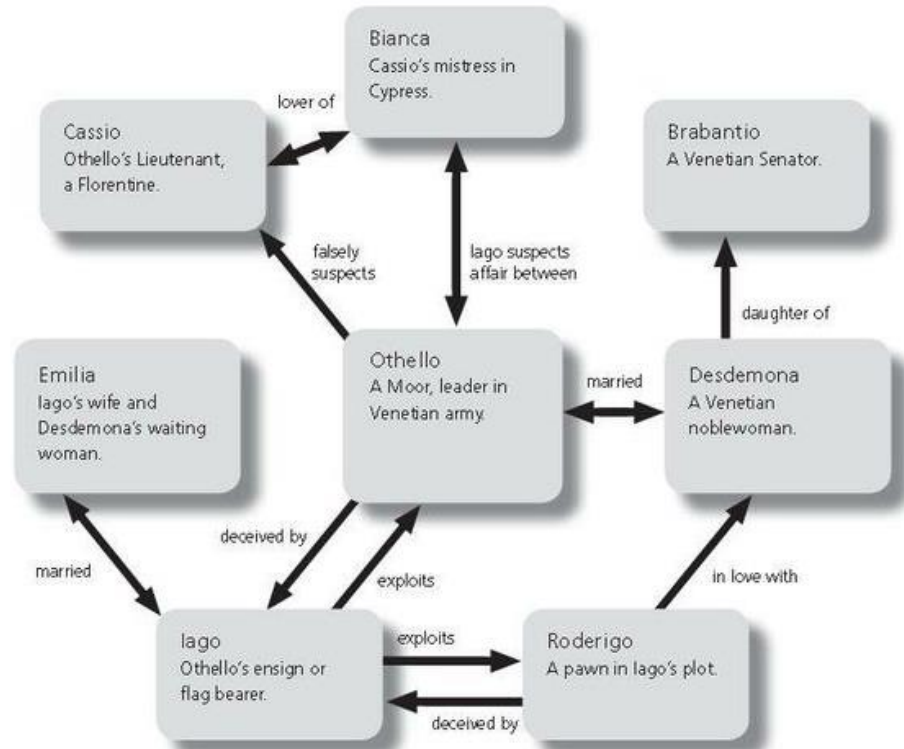 Bianca
Cassio's mistress in
Cypress.
lover of
Cassio
Othello's Lieutenant,
a Florentine.
Brabantio
A Venetian Senator.
falsely
suspects
Iago suspects
affair between
daughter of
Emilia
Iago's wife and
Desdemona's waiting
woman.
Othello
A Moor, leader in
Venetian army.
married
Desdemona
A Venetian
noblewoman.
deceived by
married
exploits
in love with
Iago
Othello's ensign or
flag bearer.
exploits
Roderigo
A pawn in Iago's plot.
deceived by